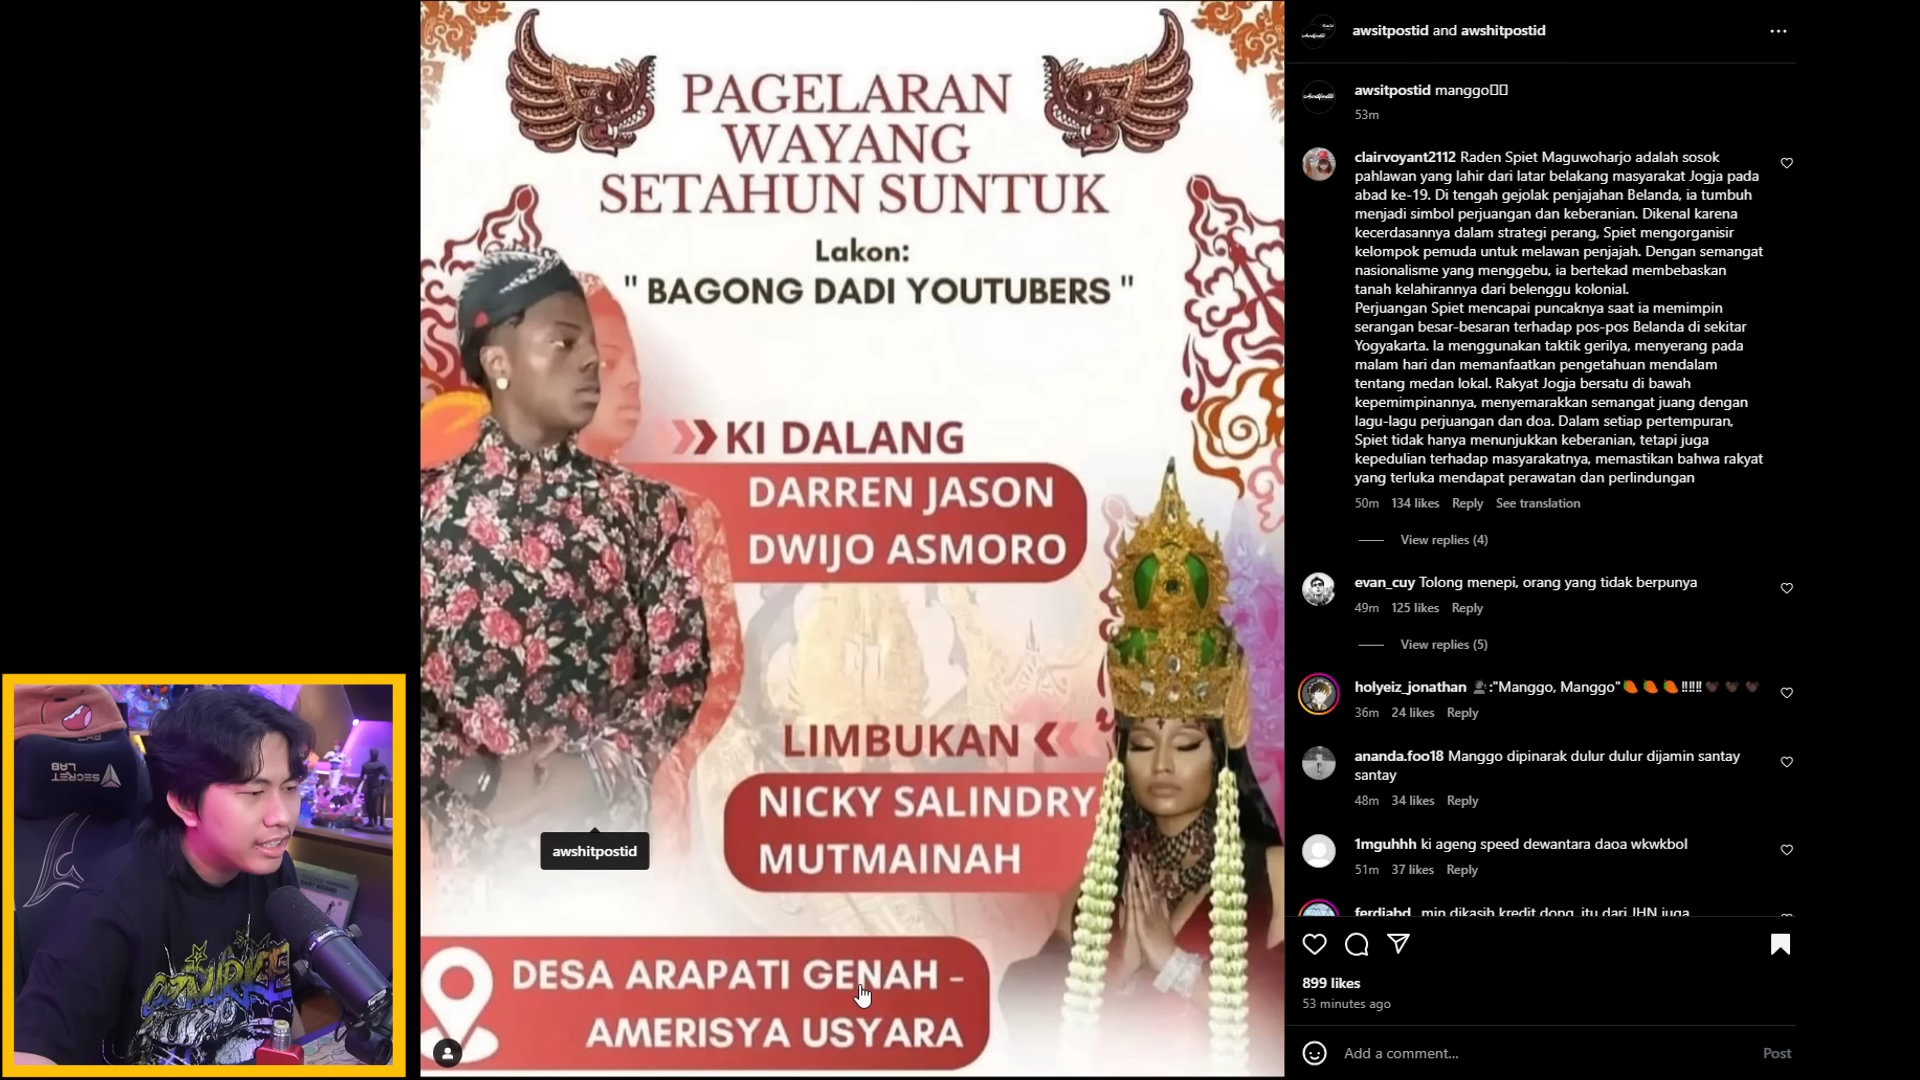 PAGELARAN
WAYANG
SETAHUN SUNTUK
Lakon:
" BAGONG DADI YOUTUBERS "
KI DALANG
DARREN JASON
DWIJO ASMORO
LIMBUKAN
NICKY SALINDRY
MUTMAINAH
awshitpostid
DESA ARAPATI GENAH -
AMERISYA USYARA
SECRET
LAB
awsitpostid and awshitpostid
awsitpostid manggo
53m
clairvoyant2112 Raden Spiet Maguwoharjo adalah sosok
pahlawan yang lahir dari latar belakang masyarakat Jogja pada
abad ke-19. Di tengah gejolak penjajahan Belanda, ia tumbuh
menjadi simbol perjuangan dan keberanian. Dikenal karena
kecerdasannya dalam strategi perang, Spiet mengorganisir
kelompok pemuda untuk melawan penjajah. Dengan semangat
nasionalisme yang menggebu, ia bertekad membebaskan
tanah kelahirannya dari belenggu kolonial.
Perjuangan Spiet mencapai puncaknya saat ia memimpin
serangan besar-besaran terhadap pos-pos Belanda di sekitar
Yogyakarta. Ia menggunakan taktik gerilya, menyerang pada
malam hari dan memanfaatkan pengetahuan mendalam
tentang medan lokal. Rakyat Jogja bersatu di bawah
kepemimpinannya, menyemarakkan semangat juang dengan
lagu-lagu perjuangan dan doa. Dalam setiap pertempuran,
Spiet tidak hanya menunjukkan keberanian, tetapi juga
kepedulian terhadap masyarakatnya, memastikan bahwa rakyat
yang terluka mendapat perawatan dan perlindungan
50m 134 likes Reply See translation
View replies (4)
evan_cuy Tolong menepi, orang yang tidak berpunya
49m 125 likes Reply
View replies (5)
holyeiz_jonathan 👤:"Manggo, Manggo"🥭🥭🥭‼‼‼🖤🖤🖤
36m 24 likes Reply
ananda.foo18 Manggo dipinarak dulur dulur dijamin santay
santay
48m 34 likes Reply
1mguhhh ki ageng speed dewantara daoa wkwkbol
51m 37 likes Reply
min dikasih kredit dong, itu dari JHN juga
899 likes
53 minutes ago
Add a comment...
Post